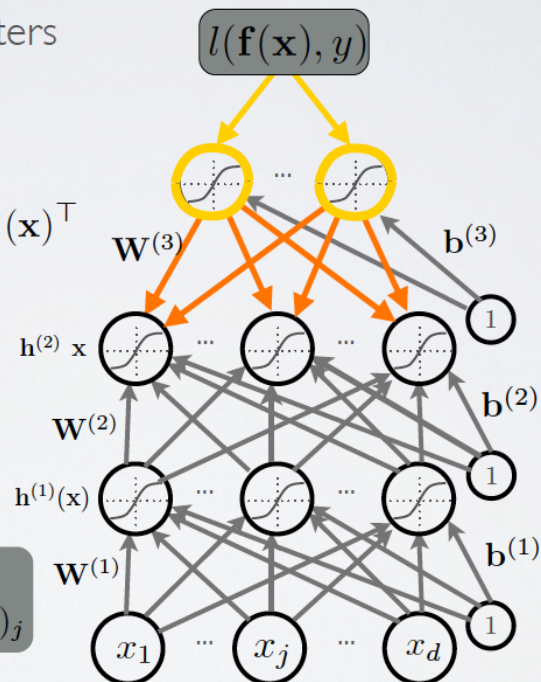 ters
l(f(x), y)
...
(x)⊤
W(3)
b(3)
1
h(2) x
...
...
W(2)
b(2)
1
h(1)(x)
...
...
W(1)
b(1)
1
)j
x1
...
xj
...
xd